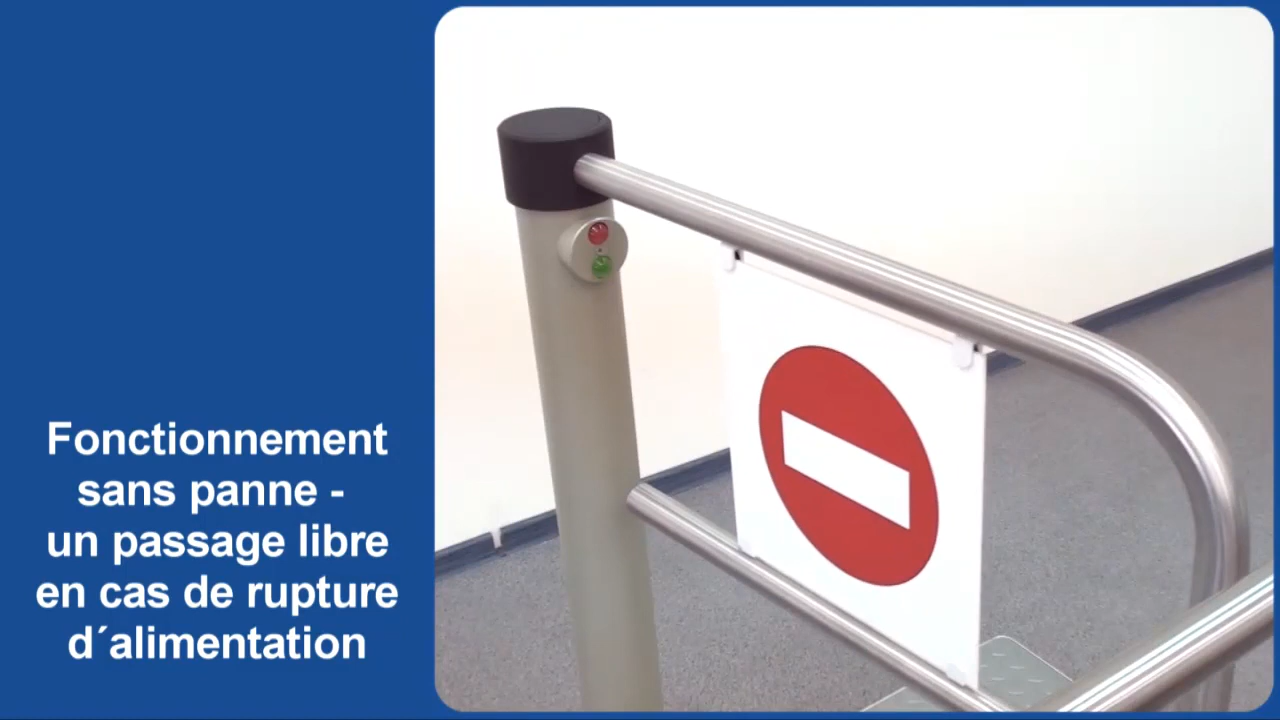 Fonctionnement
sans panne -
un passage libre
en cas de rupture
d´alimentation